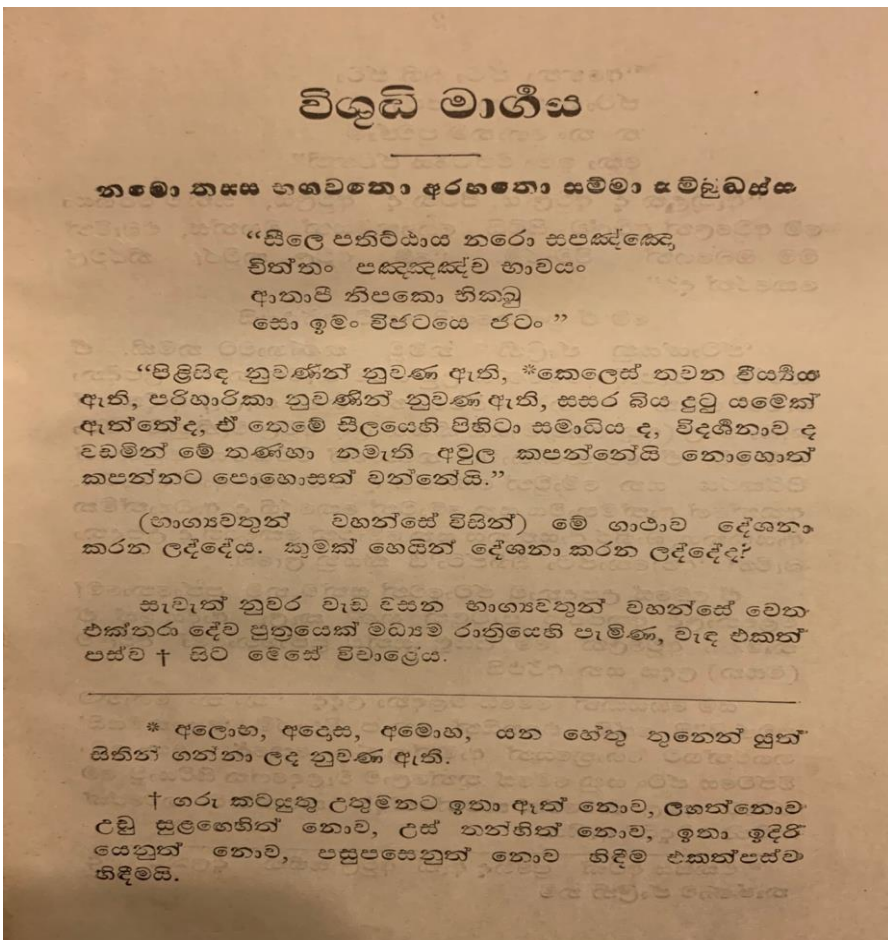 විශුද්ධි මාර්‍ගය
නමො තස්ස භගවතො අරහතො සම්මා සම්බුද්ධස්ස
“සීලෙ පතිට්ඨාය නරො සපඤ්ඤො
චිත්තං පඤ්ඤඤ්ච භාවයං
ආතාපී නිපකො භික්ඛු
සො ඉමං විජටයෙ ජටං”
“පිළිසිඳ නුවණින් නුවණ ඇති, *කෙලෙස් තවන වීර්‍ය්‍යය
ඇති, පරිහාරිකා නුවණින් නුවණ ඇති, සසර බිය දුටු යමෙක්
ඇත්තේද, ඒ තෙමේ සීලයෙහි පිහිටා සමාධිය ද, විදර්‍ශනාව ද
වඩමින් මේ තණ්හා නමැති අවුල කපන්නේයි නොහොත්
කපන්නට පොහොසත් වන්නේයි.”
(භාග්‍යවතුන් වහන්සේ විසින්) මේ ගාථාව දේශනා
කරන ලද්දේය. කුමක් හෙයින් දේශනා කරන ලද්දේද?
සැවැත් නුවර වැඩ වසන භාග්‍යවතුන් වහන්සේ වෙත
එක්තරා දේව පුත්‍රයෙක් මධ්‍යම රාත්‍රියෙහි පැමිණ, වැඳ එකත්
පස්ව † සිට මෙසේ විචාළේය.
* අලොභ, අදොස, අමොහ, යන හේතු තුනෙන් යුත්
සිතින් ගන්නා ලද නුවණ ඇති.
† ගරු කටයුතු උතුමනට ඉතා ඈත් නොව, ලඟත්නොව
උඩු සුළඟෙහිත් නොව, උස් තන්හිත් නොව, ඉතා ඉදිරි
යෙනුත් නොව, පසුපසෙනුත් නොව හිඳීම එකත්පස්ව
හිඳීමයි.